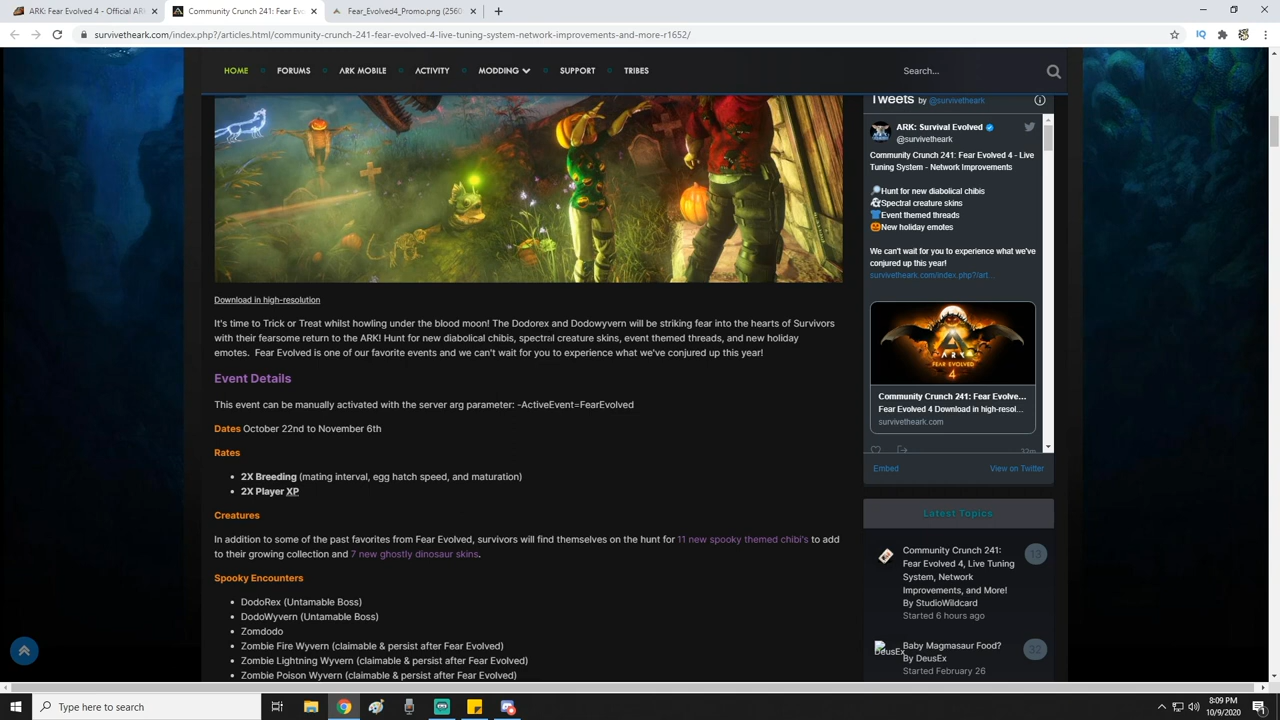 ARK: Fear Evolved 4 - Official ARK
Community Crunch 241: Fear Evo
Fear_Evolved4_Promo.png (2560
survivetheark.com/index.php?/articles.html/community-crunch-241-fear-evolved-4-live-tuning-system-network-improvements-and-more-r1652/
IQ
HOME
FORUMS
ARK MOBILE
ACTIVITY
MODDING
SUPPORT
TRIBES
Search...
Download in high-resolution
It's time to Trick or Treat whilst howling under the blood moon! The Dodorex and Dodowyvern will be striking fear into the hearts of Survivors
with their fearsome return to the ARK! Hunt for new diabolical chibis, spectral creature skins, event themed threads, and new holiday
emotes. Fear Evolved is one of our favorite events and we can't wait for you to experience what we've conjured up this year!
Event Details
This event can be manually activated with the server arg parameter: -ActiveEvent=FearEvolved
Dates October 22nd to November 6th
Rates
2X Breeding (mating interval, egg hatch speed, and maturation)
2X Player XP
Creatures
In addition to some of the past favorites from Fear Evolved, survivors will find themselves on the hunt for 11 new spooky themed chibi's to add
to their growing collection and 7 new ghostly dinosaur skins.
Spooky Encounters
DodoRex (Untamable Boss)
DodoWyvern (Untamable Boss)
Zomdodo
Zombie Fire Wyvern (claimable & persist after Fear Evolved)
Zombie Lightning Wyvern (claimable & persist after Fear Evolved)
Zombie Poison Wyvern (claimable & persist after Fear Evolved)
Tweets by @survivetheark
ARK: Survival Evolved
@survivetheark
Community Crunch 241: Fear Evolved 4 - Live
Tuning System - Network Improvements
Hunt for new diabolical chibis
Spectral creature skins
Event themed threads
New holiday emotes
We can't wait for you to experience what we've
conjured up this year!
survivetheark.com/index.php?/art…
ARK
FEAR EVOLVED
4
Community Crunch 241: Fear Evolve...
Fear Evolved 4 Download in high-resol...
survivetheark.com
Embed
View on Twitter
Latest Topics
Community Crunch 241:
Fear Evolved 4, Live Tuning
System, Network
Improvements, and More!
By StudioWildcard
Started 6 hours ago
13
DeusEx
Baby Magmasaur Food?
By DeusEx
Started February 26
32
Type here to search
8:09 PM
10/9/2020
1